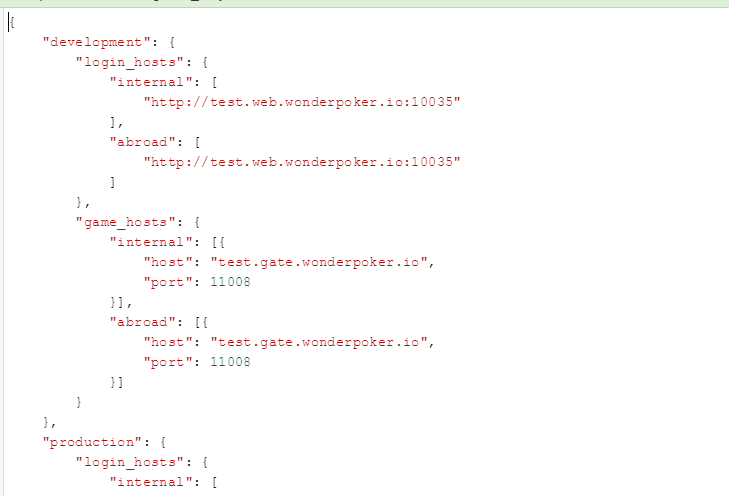 {
    "development": {
        "login_hosts": {
            "internal": [
                "http://test.web.wonderpoker.io:10035"
            ],
            "abroad": [
                "http://test.web.wonderpoker.io:10035"
            ]
        },
        "game_hosts": {
            "internal": [{
                "host": "test.gate.wonderpoker.io",
                "port": 11008
            }],
            "abroad": [{
                "host": "test.gate.wonderpoker.io",
                "port": 11008
            }]
        }
    },
    "production": {
        "login_hosts": {
            "internal": [